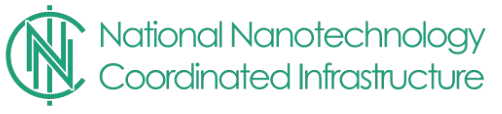 National Nanotechnology
Coordinated Infrastructure